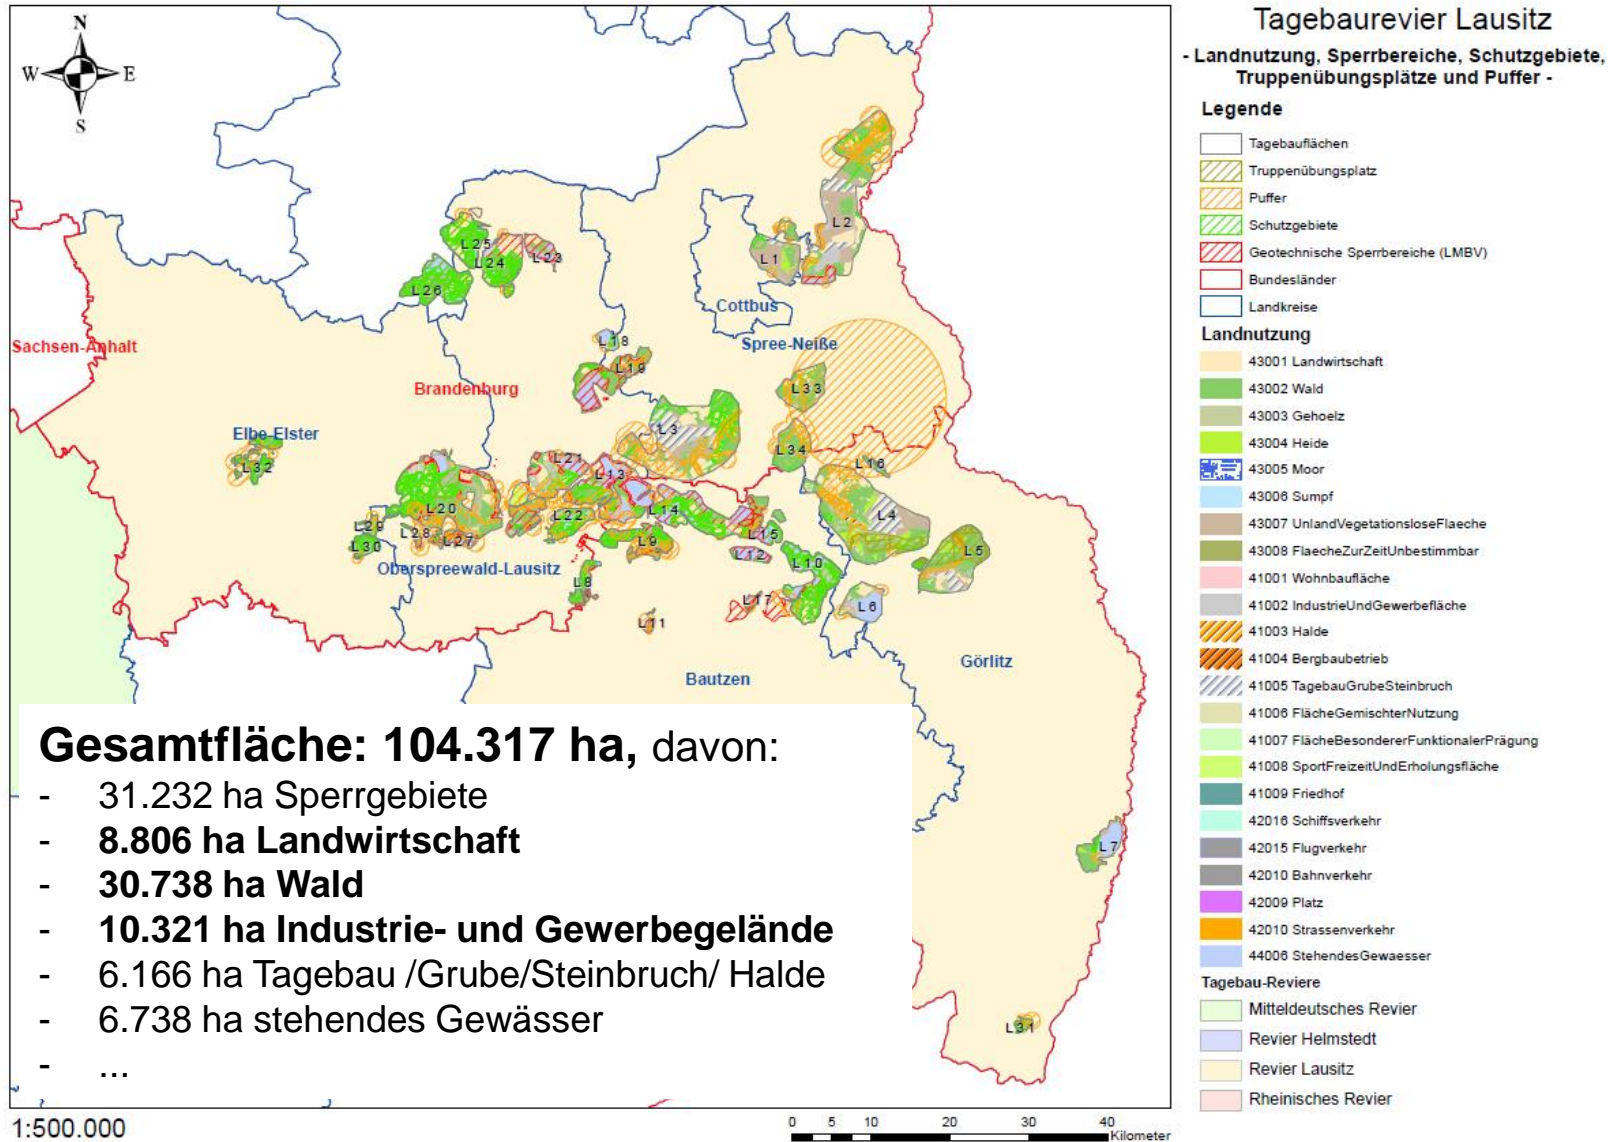 Tagebaurevier Lausitz
- Landnutzung, Sperrbereiche, Schutzgebiete,
Truppenübungsplätze und Puffer -
Legende
Tagebauflächen
Truppenübungsplatz
Puffer
Schutzgebiete
Geotechnische Sperrbereiche (LMBV)
Bundesländer
Landkreise
Landnutzung
43001 Landwirtschaft
43002 Wald
43003 Gehoelz
43004 Heide
43005 Moor
43006 Sumpf
43007 UnlandVegetationsloseFlaeche
43008 FlaecheZurZeitUnbestimmbar
41001 Wohnbaufläche
41002 IndustrieUndGewerbefläche
41003 Halde
41004 Bergbaubetrieb
41005 TagebauGrubeSteinbruch
41006 FlächeGemischterNutzung
41007 FlächeBesondererFunktionalerPrägung
41008 SportFreizeitUndErholungsfläche
41009 Friedhof
42016 Schiffsverkehr
42015 Flugverkehr
42010 Bahnverkehr
42009 Platz
42010 Strassenverkehr
44006 StehendesGewaesser
Tagebau-Reviere
Mitteldeutsches Revier
Revier Helmstedt
Revier Lausitz
Rheinisches Revier
N
W E
S
L 2
L 25
L 24
L 23
L 1
L 26
Cottbus
L 18
Spree-Neiße
Sachsen-Anhalt
L 19
Brandenburg
L 33
L 3
Elbe-Elster
L 34
L 32
L 21
L 16
L 13
L 20
L 22
L 14
L 4
L 29
L 28
L 27
L 9
L 15
L 30
L 12
L 5
L 10
Oberspreewald-Lausitz
L 8
L 17
L 6
L 11
Görlitz
Bautzen
L 7
L 31
Gesamtfläche: 104.317 ha, davon:
- 31.232 ha Sperrgebiete
- 8.806 ha Landwirtschaft
- 30.738 ha Wald
- 10.321 ha Industrie- und Gewerbegelände
- 6.166 ha Tagebau /Grube/Steinbruch/ Halde
- 6.738 ha stehendes Gewässer
- ...
1:500.000
0 5 10 20 30 40
Kilometer